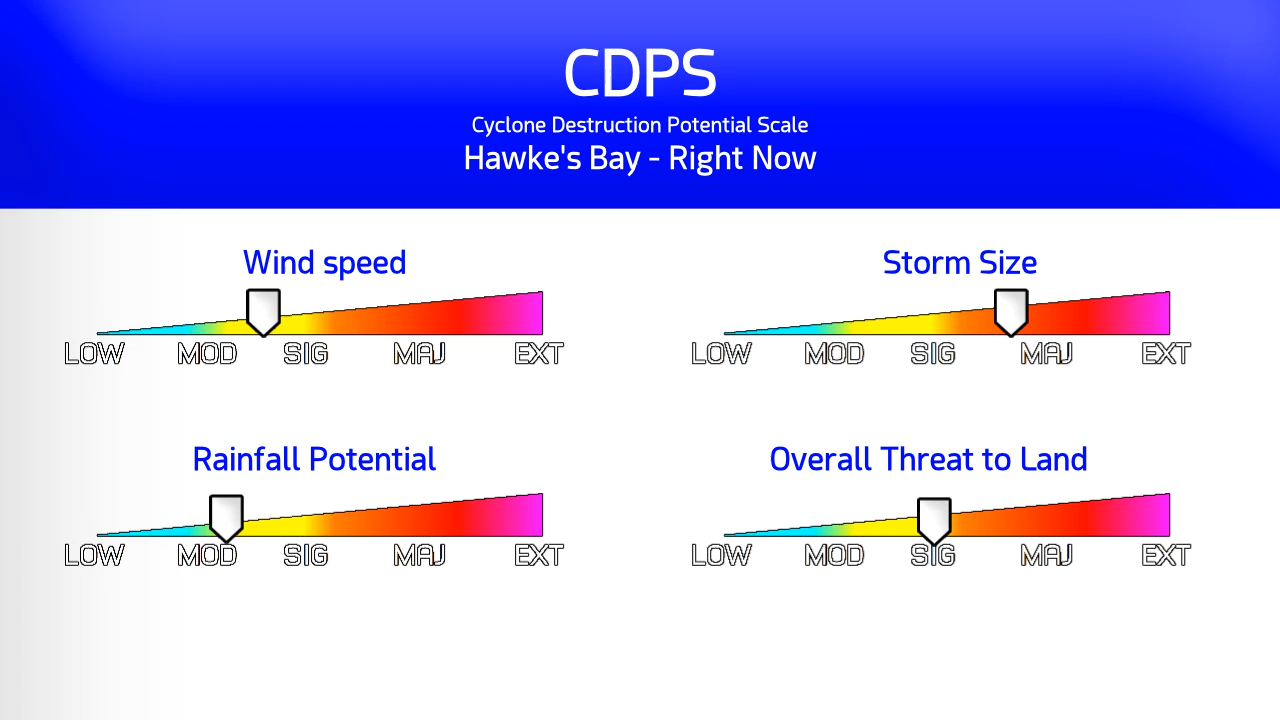 CDPS
Cyclone Destruction Potential Scale
Hawke's Bay - Right Now
Wind speed
LOW MOD SIG MAJ EXT
Storm Size
LOW MOD SIG MAJ EXT
Rainfall Potential
LOW MOD SIG MAJ EXT
Overall Threat to Land
LOW MOD SIG MAJ EXT